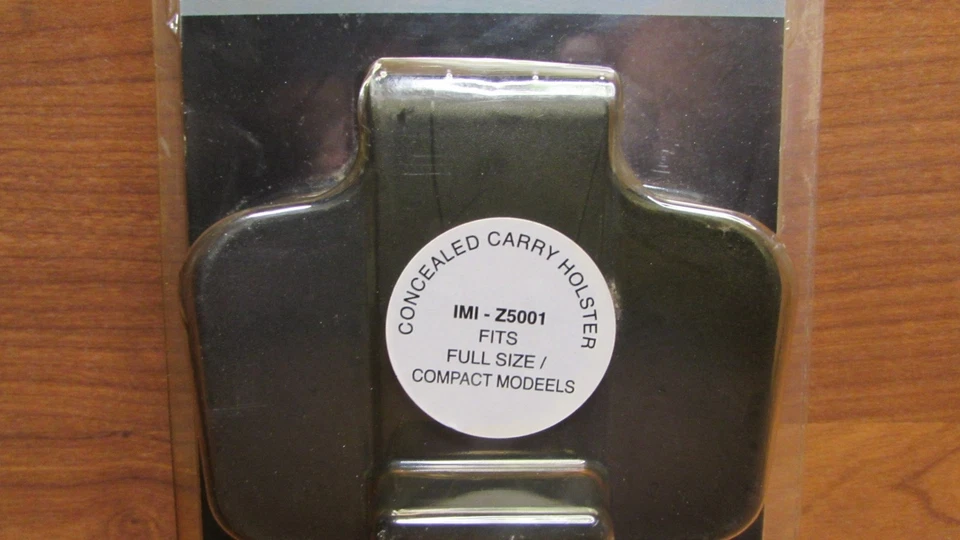 CONCEALED CARRY HOLSTER
IMI - Z5001
FITS
FULL SIZE /
COMPACT MODEELS